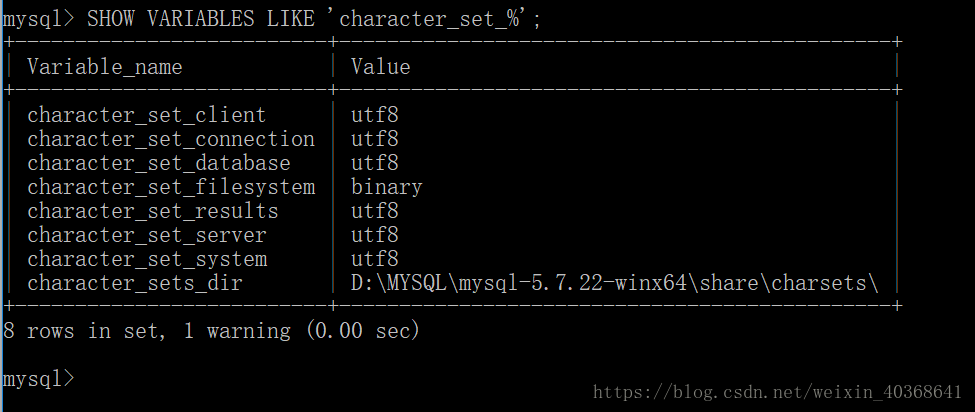 mysql> SHOW VARIABLES LIKE 'character_set_%';
Variable_name | Value
character_set_client | utf8
character_set_connection | utf8
character_set_database | utf8
character_set_filesystem | binary
character_set_results | utf8
character_set_server | utf8
character_set_system | utf8
character_sets_dir | D:\MYSQL\mysql-5.7.22-winx64\share\charsets\
8 rows in set, 1 warning (0.00 sec)
mysql>
https://blog.csdn.net/weixin_40368641